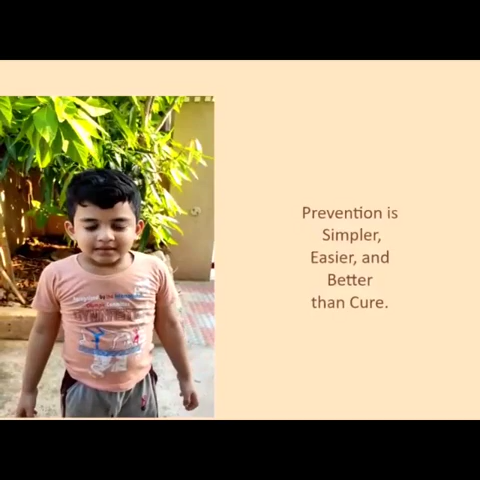 Prevention is
Simpler,
Easier, and
Better
than Cure.